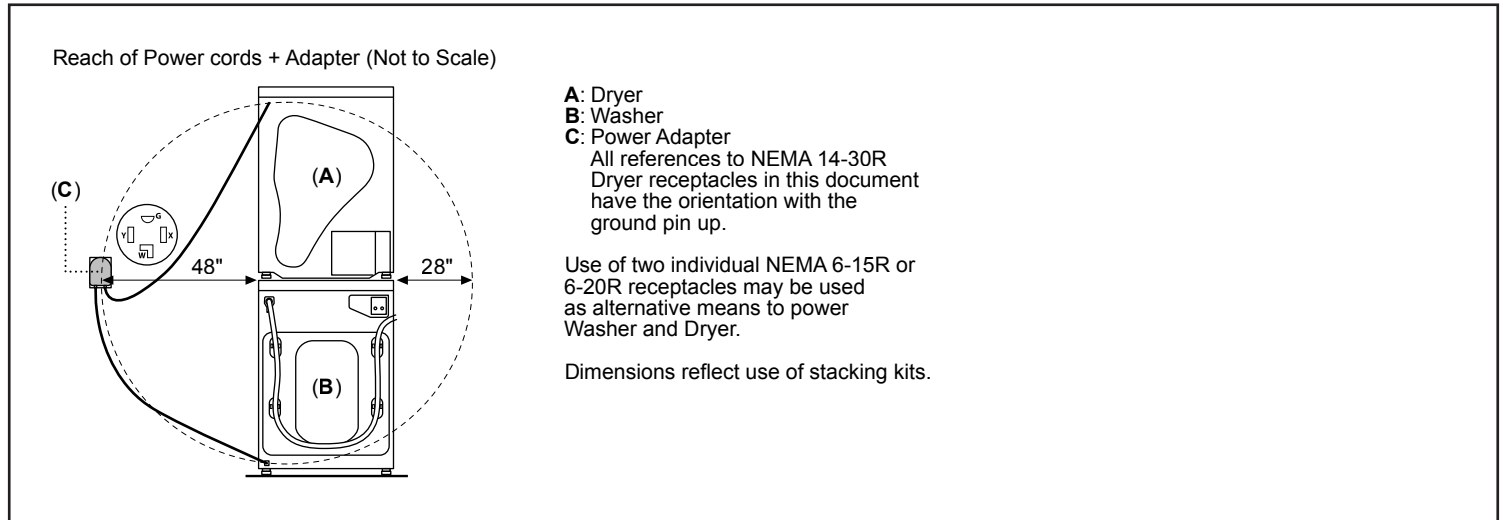 Reach of Power cords + Adapter (Not to Scale)
A: Dryer
B: Washer
C: Power Adapter
All references to NEMA 14-30R
Dryer receptacles in this document
have the orientation with the
ground pin up.
Use of two individual NEMA 6-15R or
6-20R receptacles may be used
as alternative means to power
Washer and Dryer.
Dimensions reflect use of stacking kits.
(A)
(C)
G
Y
X
W
48"
28"
(B)